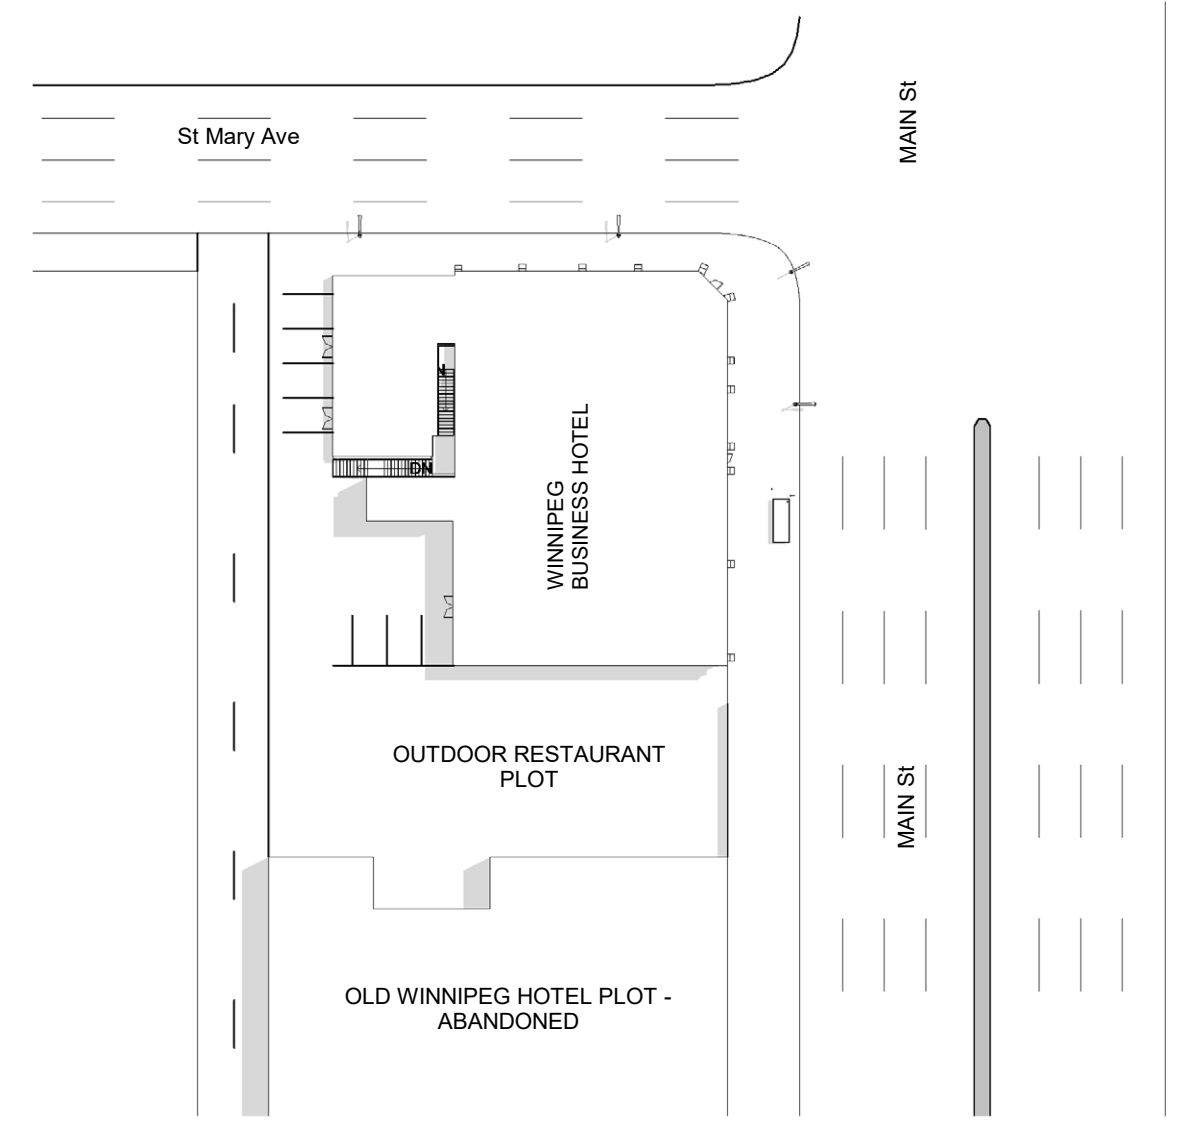 MAIN St
St Mary Ave
N
DN
WINNIPEG
BUSINESS HOTEL
OUTDOOR RESTAURANT
PLOT
MAIN St
OLD WINNIPEG HOTEL PLOT -
ABANDONED